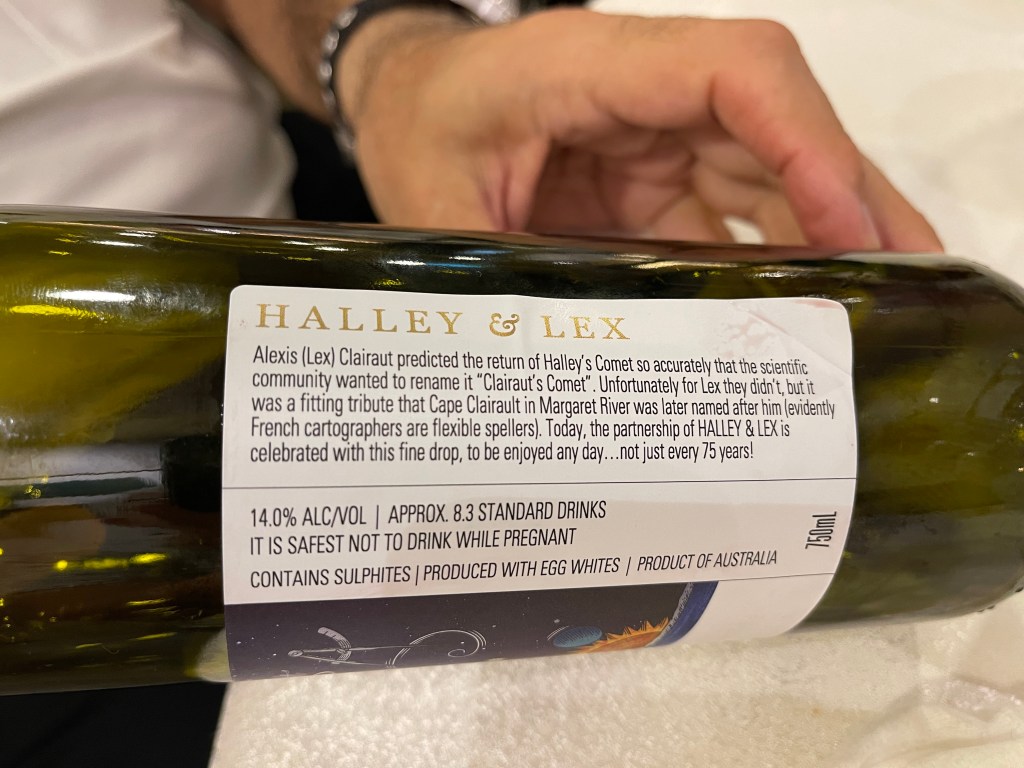 HALLEY & LEX
Alexis (Lex) Clairaut predicted the return of Halley's Comet so accurately that the scientific
community wanted to rename it "Clairaut's Comet". Unfortunately for Lex they didn't, but it
was a fitting tribute that Cape Clairault in Margaret River was later named after him (evidently
French cartographers are flexible spellers). Today, the partnership of HALLEY & LEX is
celebrated with this fine drop, to be enjoyed any day...not just every 75 years!
14.0% ALC/VOL | APPROX. 8.3 STANDARD DRINKS
IT IS SAFEST NOT TO DRINK WHILE PREGNANT
CONTAINS SULPHITES | PRODUCED WITH EGG WHITES | PRODUCT OF AUSTRALIA
750mL